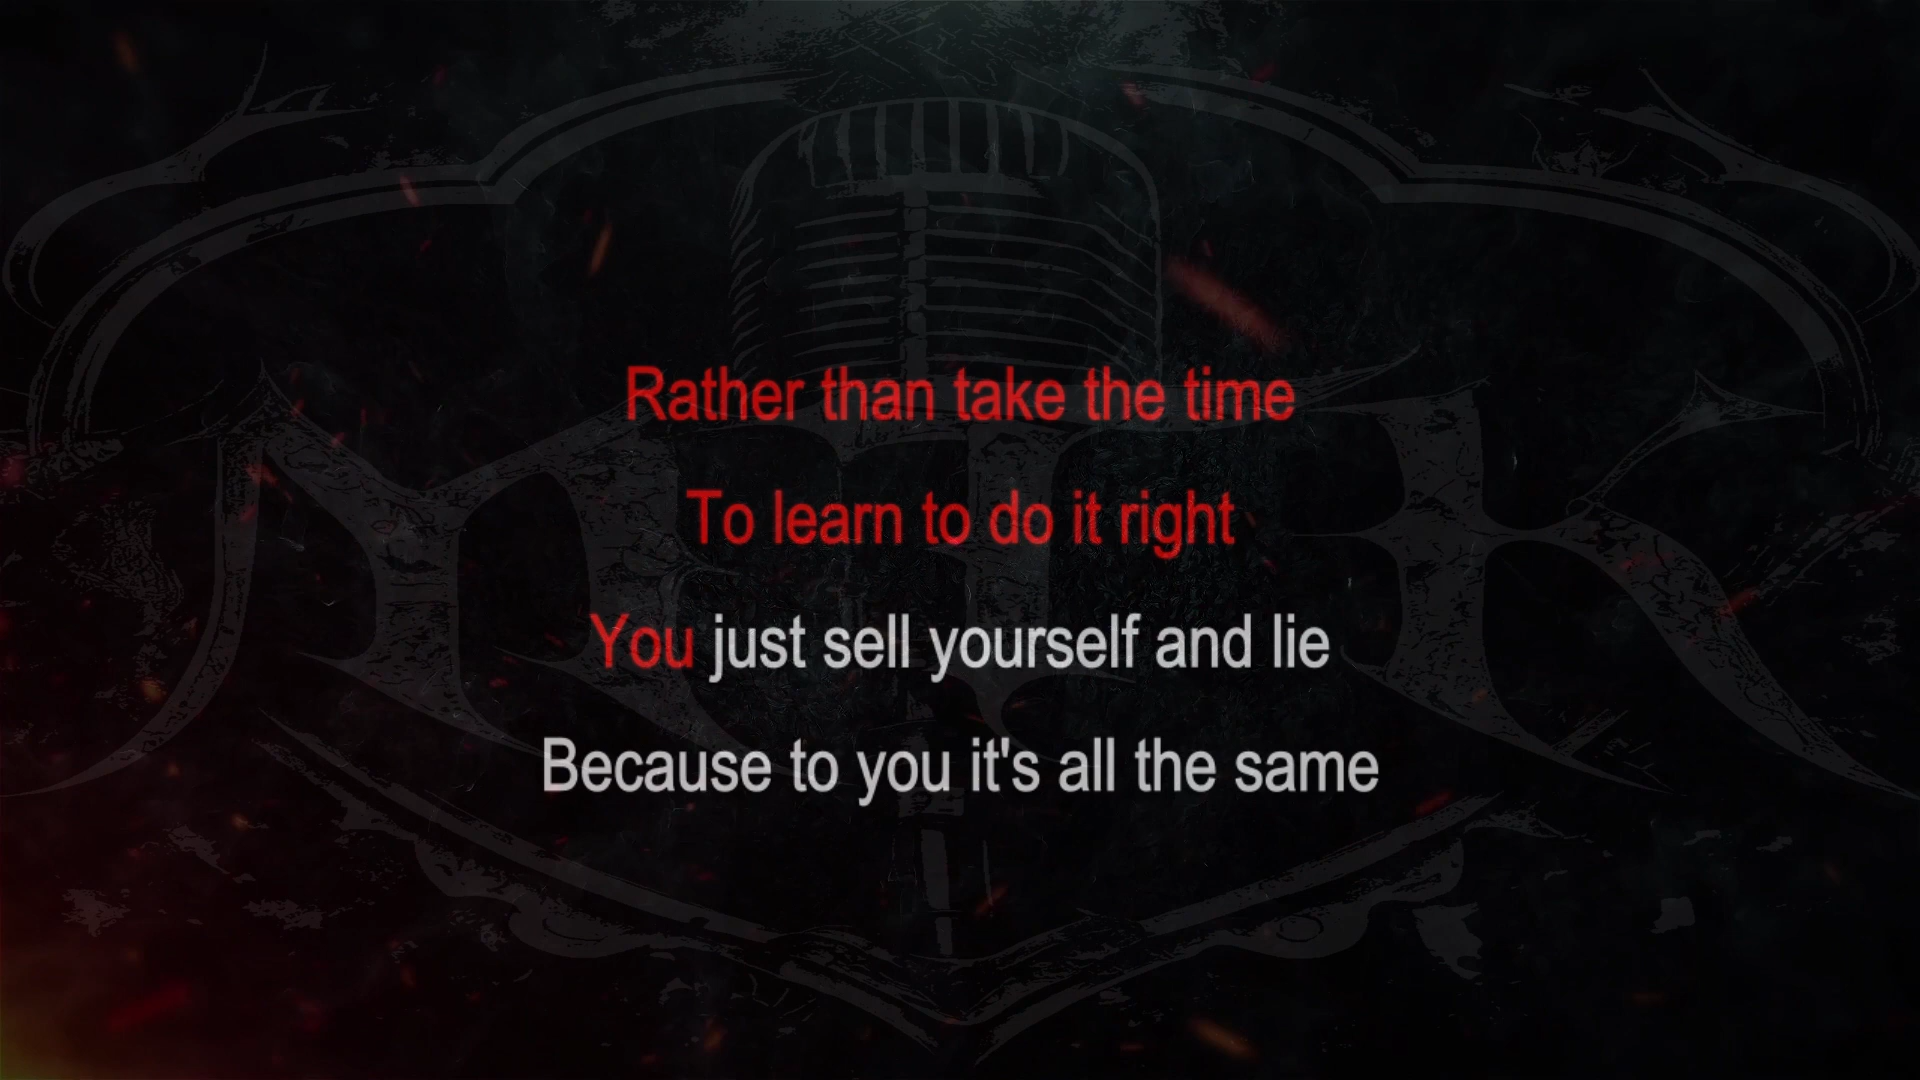 Rather than take the time
To learn to do it right
You just sell yourself and lie
Because to you it's all the same